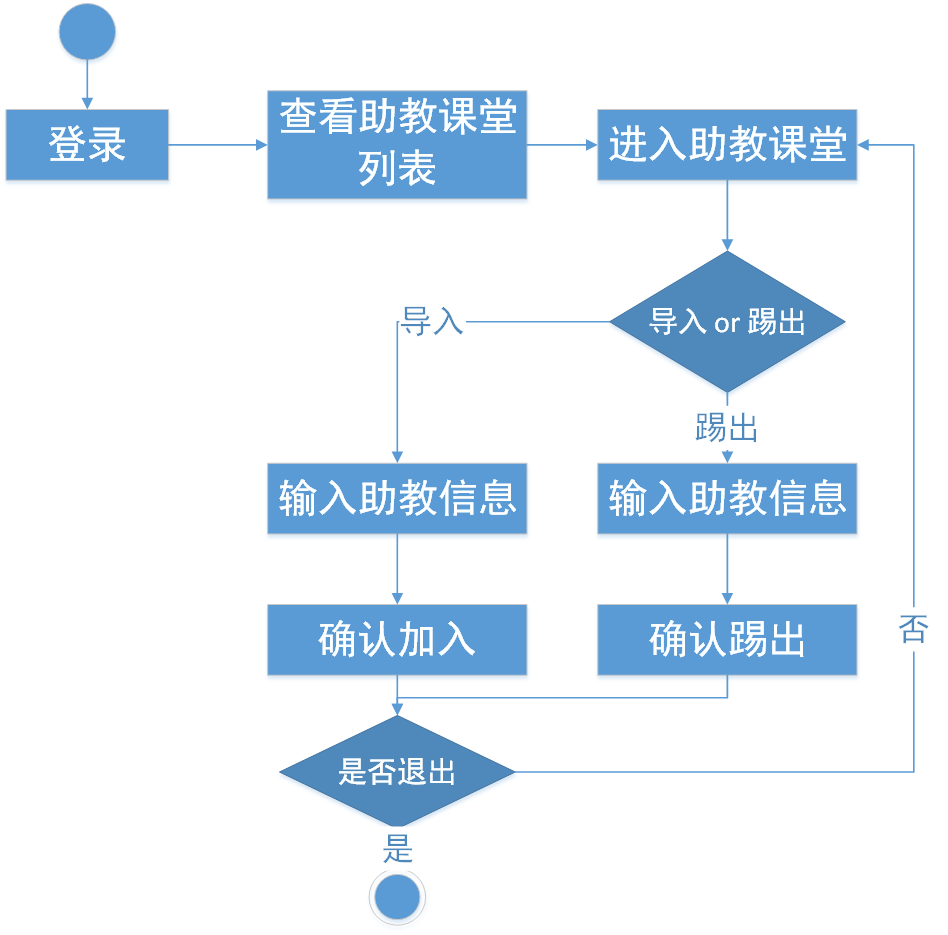 登录
查看助教课堂
列表
进入助教课堂
导入 or 踢出
导入
踢出
输入助教信息
输入助教信息
确认加入
确认踢出
否
是否退出
是